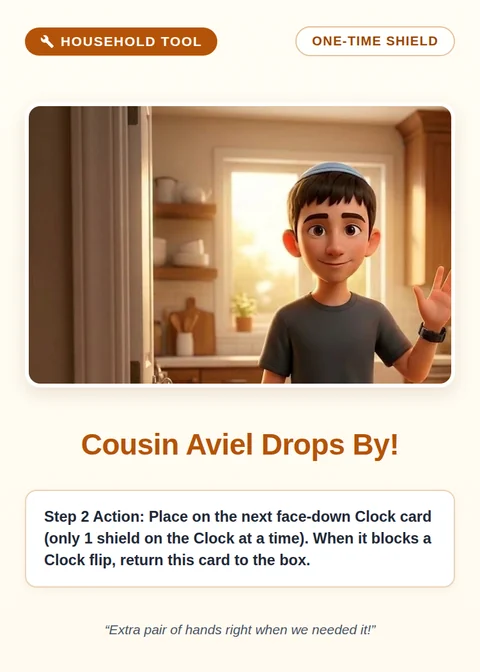 HOUSEHOLD TOOL
ONE-TIME SHIELD
Cousin Aviel Drops By!
Step 2 Action: Place on the next face-down Clock card
(only 1 shield on the Clock at a time). When it blocks a
Clock flip, return this card to the box.
“Extra pair of hands right when we needed it!”